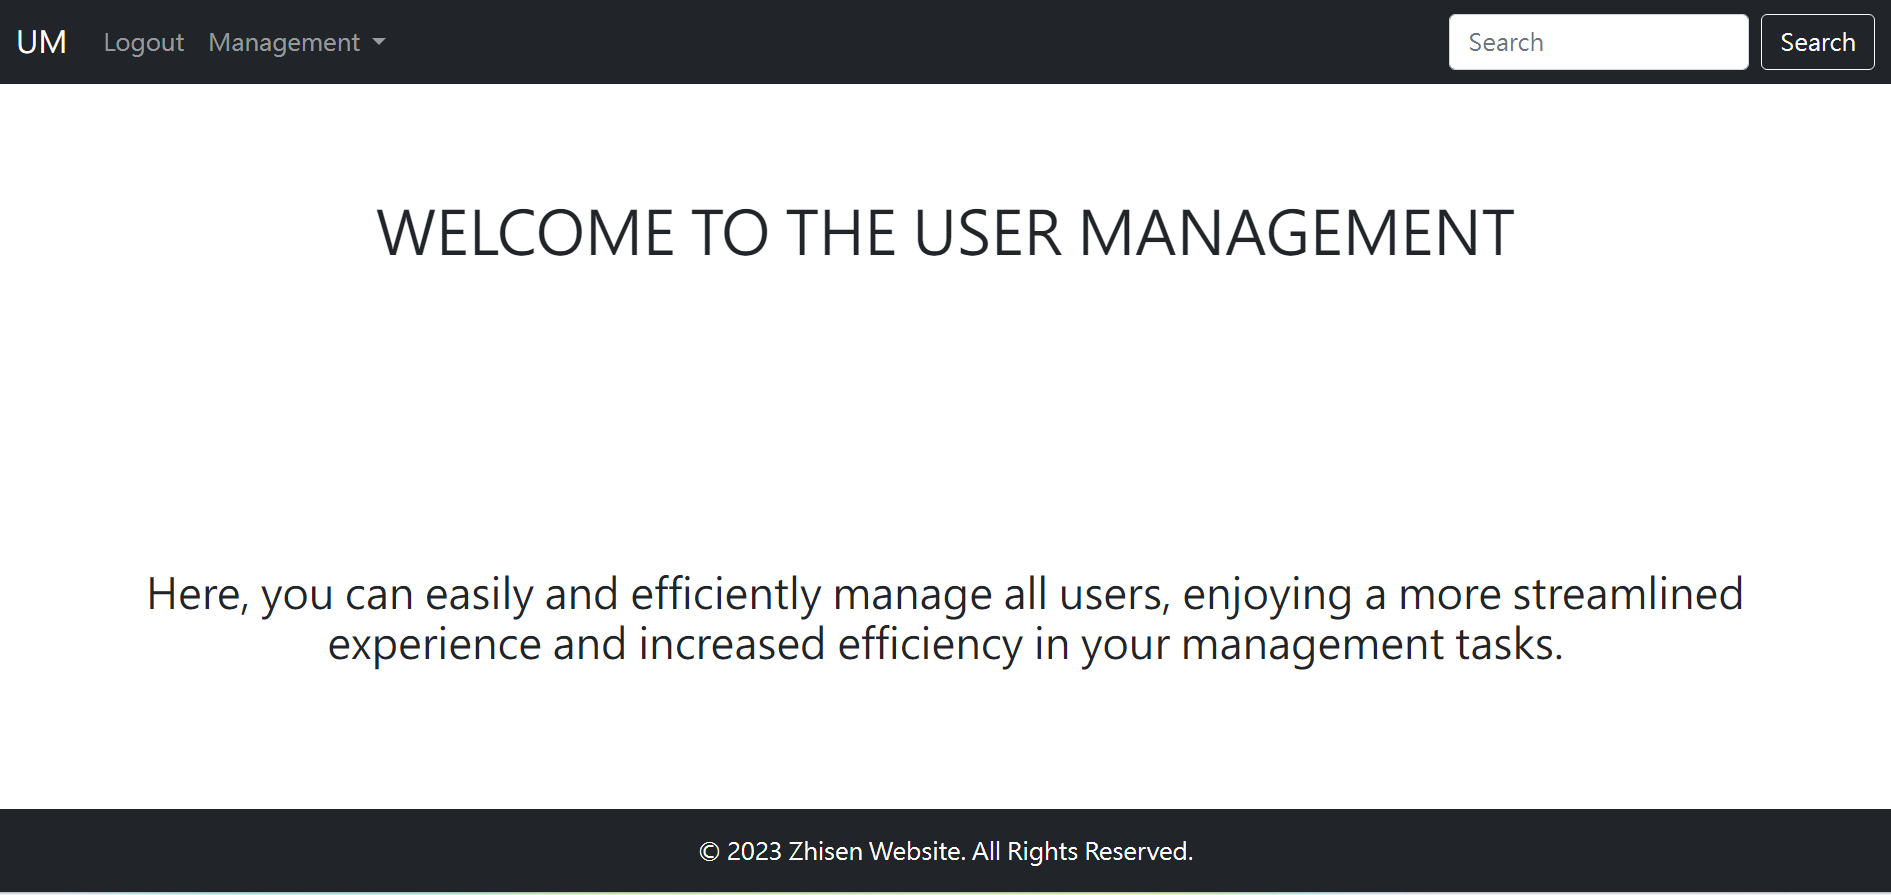 UM Logout Management Search Search
WELCOME TO THE USER MANAGEMENT
Here, you can easily and efficiently manage all users, enjoying a more streamlined
experience and increased efficiency in your management tasks.
© 2023 Zhisen Website. All Rights Reserved.